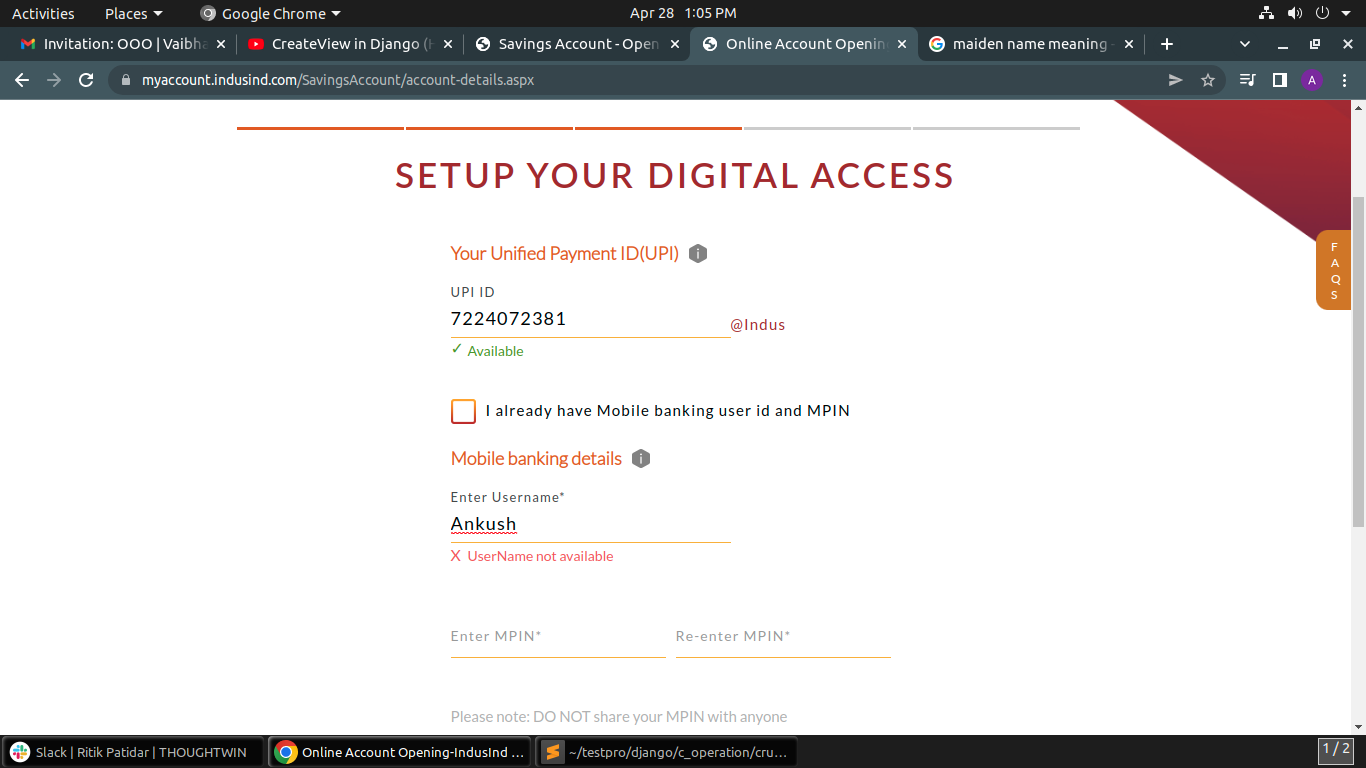 Activities Places Google Chrome Apr 28 1:05 PM
Invitation: OOO | Vaibha CreateView in Django (H Savings Account - Open Online Account Opening maiden name meaning -
myaccount.indusind.com/SavingsAccount/account-details.aspx A
SETUP YOUR DIGITAL ACCESS
Your Unified Payment ID(UPI) i
F
A
Q
S
UPI ID
7224072381 @Indus
✓ Available
I already have Mobile banking user id and MPIN
Mobile banking details i
Enter Username*
Ankush
X UserName not available
Enter MPIN* Re-enter MPIN*
Please note: DO NOT share your MPIN with anyone
Slack | Ritik Patidar | THOUGHTWIN Online Account Opening-IndusInd ... ~/testpro/django/c_operation/cru... 1 / 2